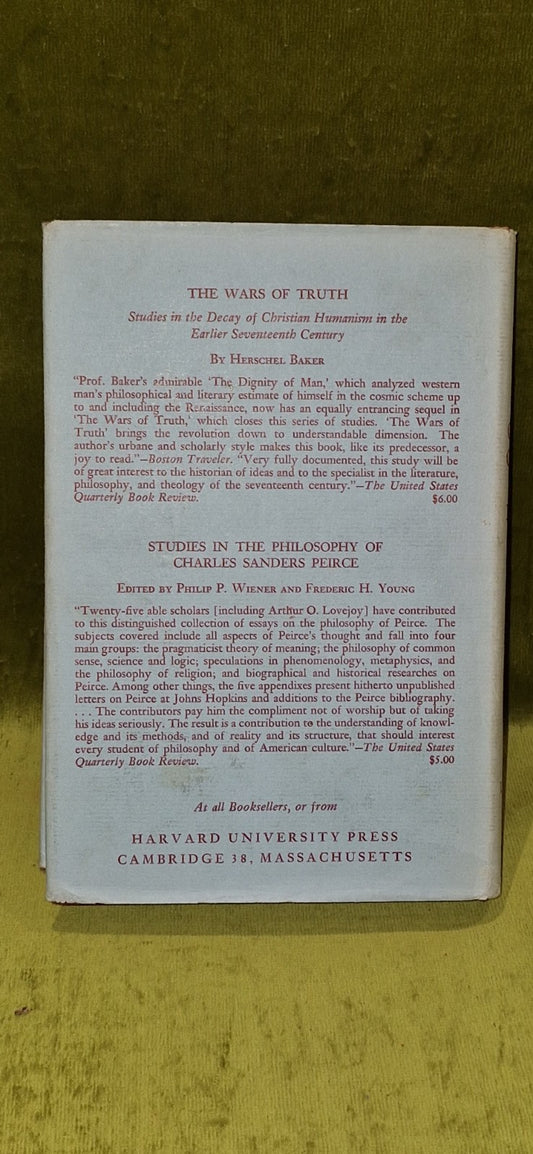 THE WARS OF TRUTH
Studies in the Decay of Christian Humanism in the
Earlier Seventeenth Century
BY HERSCHEL BAKER
“Prof. Baker's admirable ‘The Dignity of Man,’ which analyzed western
man's philosophical and literary estimate of himself in the cosmic scheme up
to and including the Renaissance, now has an equally entrancing sequel in
‘The Wars of Truth,’ which closes this series of studies. ‘The Wars of
Truth’ brings the revolution down to understandable dimension. The
author's urbane and scholarly style makes this book, like its predecessor, a
joy to read.”—Boston Traveler. “Very fully documented, this study will be
of great interest to the historian of ideas and to the specialist in the literature,
philosophy, and theology of the seventeenth century.”—The United States
Quarterly Book Review. $6.00
STUDIES IN THE PHILOSOPHY OF
CHARLES SANDERS PEIRCE
EDITED BY PHILIP P. WIENER AND FREDERIC H. YOUNG
“Twenty-five able scholars [including Arthur O. Lovejoy] have contributed
to this distinguished collection of essays on the philosophy of Peirce. The
subjects covered include all aspects of Peirce's thought and fall into four
main groups: the pragmaticist theory of meaning; the philosophy of common
sense, science and logic; speculations in phenomenology, metaphysics, and
the philosophy of religion; and biographical and historical researches on
Peirce. Among other things, the five appendixes present hitherto unpublished
letters on Peirce at Johns Hopkins and additions to the Peirce bibliography.
. . . The contributors pay him the compliment not of worship but of taking
his ideas seriously. The result is a contribution to the understanding of knowl-
edge and its methods, and of reality and its structure, that should interest
every student of philosophy and of American culture.”—The United States
Quarterly Book Review. $5.00
At all Booksellers, or from
HARVARD UNIVERSITY PRESS
CAMBRIDGE 38, MASSACHUSETTS